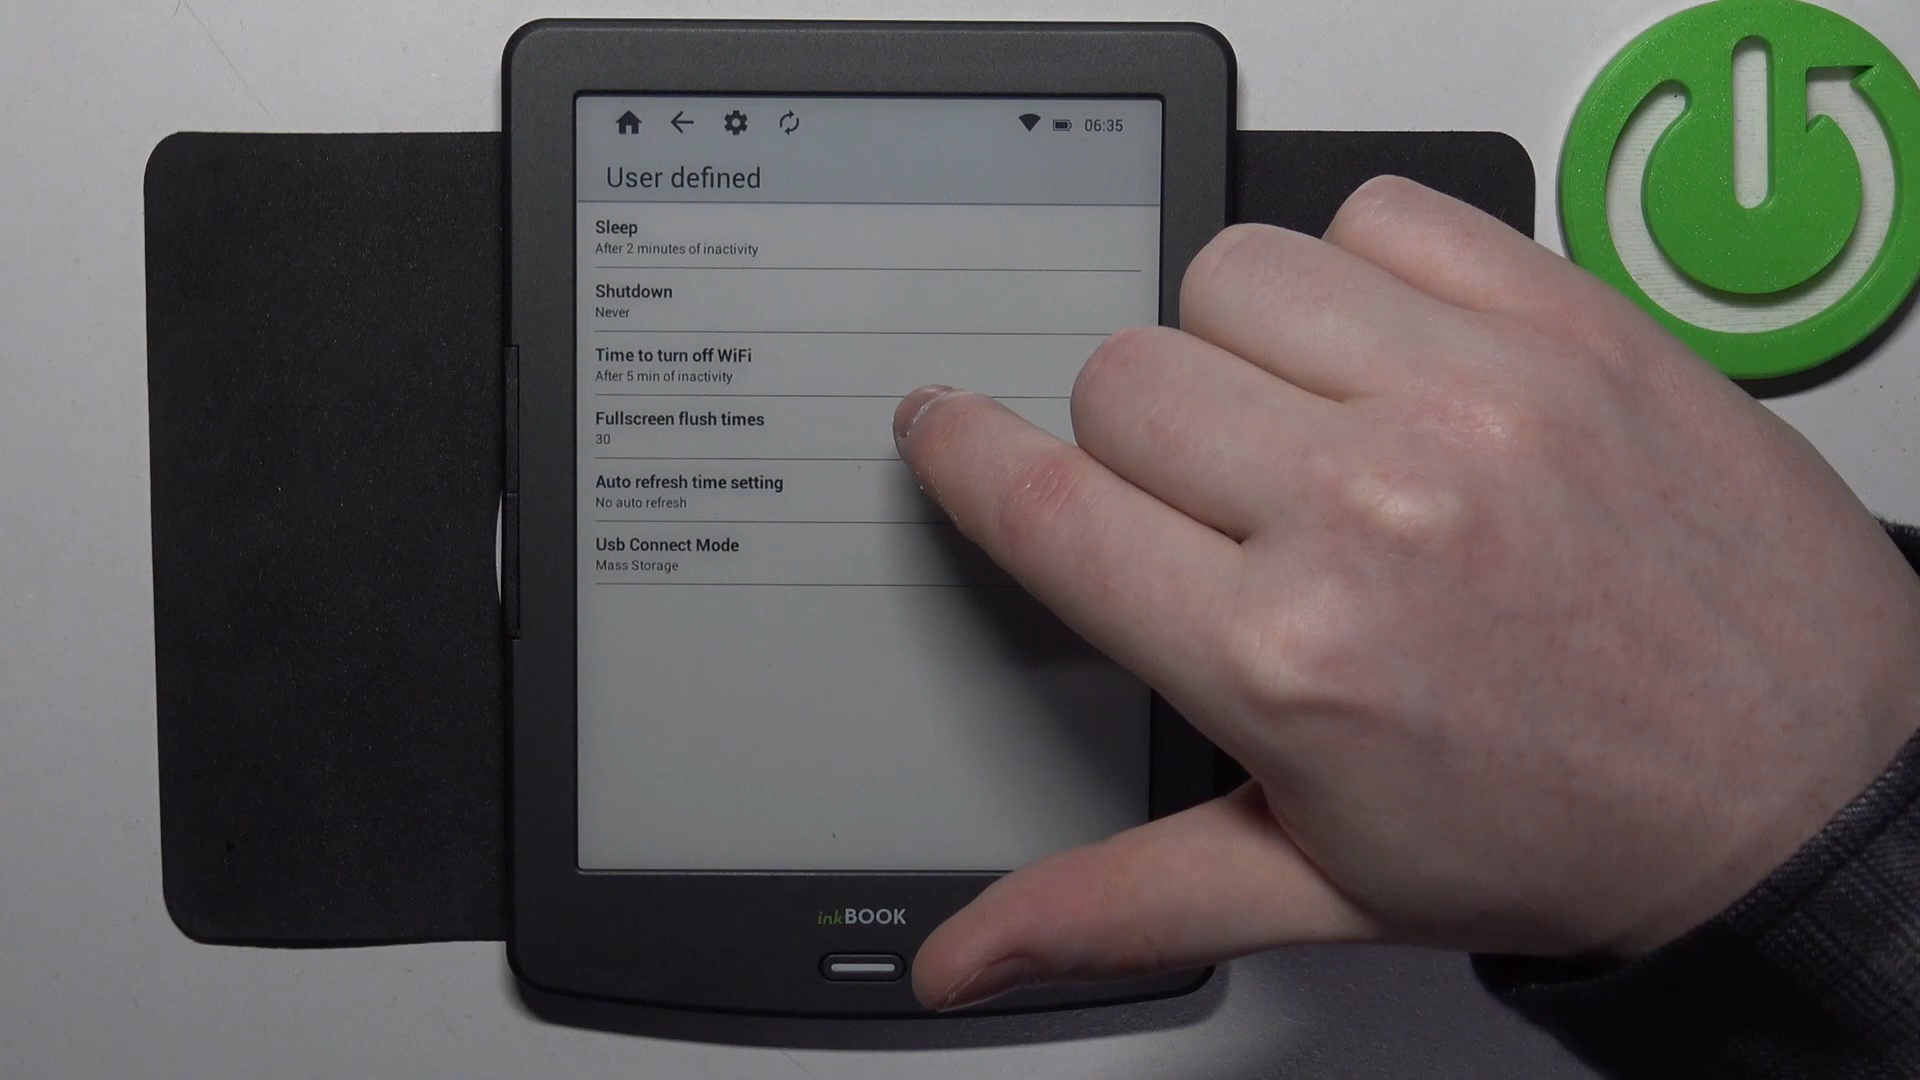 06:35
User defined
Sleep
After 2 minutes of inactivity
Shutdown
Never
Time to turn off WiFi
After 5 min of inactivity
Fullscreen flush times
30
Auto refresh time setting
No auto refresh
Usb Connect Mode
Mass Storage
inkBOOK